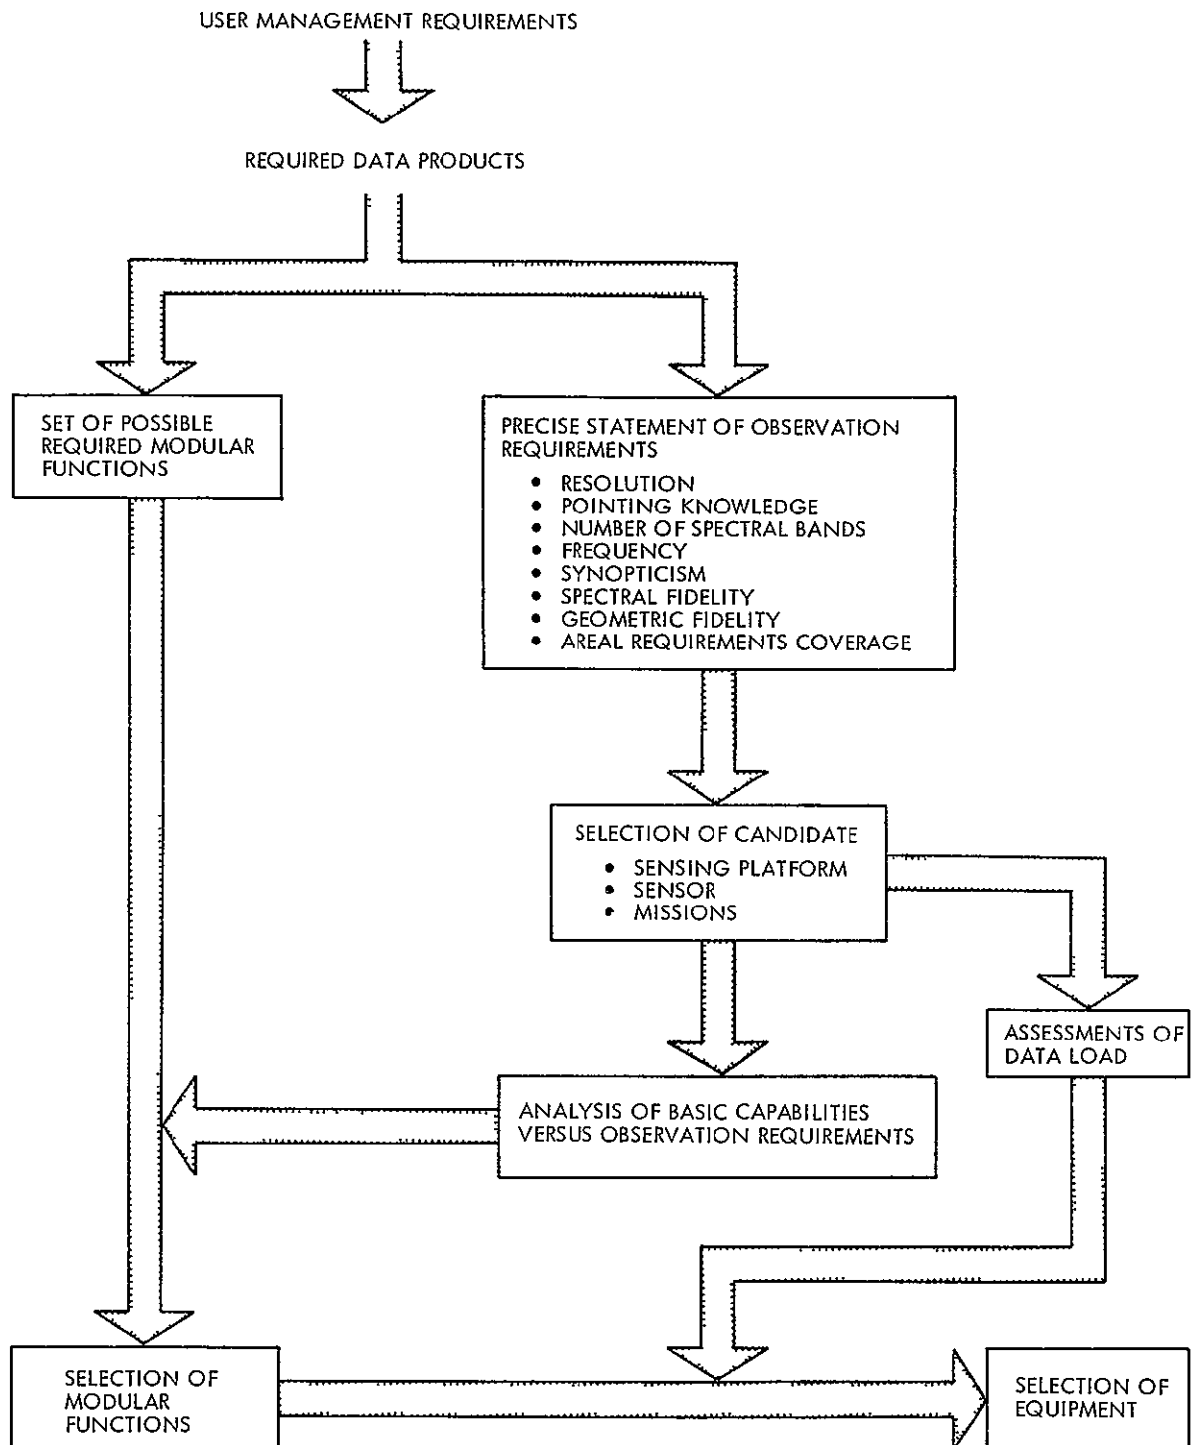 USER MANAGEMENT REQUIREMENTS
REQUIRED DATA PRODUCTS
SET OF POSSIBLE
REQUIRED MODULAR
FUNCTIONS
PRECISE STATEMENT OF OBSERVATION
REQUIREMENTS
• RESOLUTION
• POINTING KNOWLEDGE
• NUMBER OF SPECTRAL BANDS
• FREQUENCY
• SYNOPTICISM
• SPECTRAL FIDELITY
• GEOMETRIC FIDELITY
• AREAL REQUIREMENTS COVERAGE
SELECTION OF CANDIDATE
• SENSING PLATFORM
• SENSOR
• MISSIONS
ASSESSMENTS OF
DATA LOAD
ANALYSIS OF BASIC CAPABILITIES
VERSUS OBSERVATION REQUIREMENTS
SELECTION OF
MODULAR
FUNCTIONS
SELECTION OF
EQUIPMENT